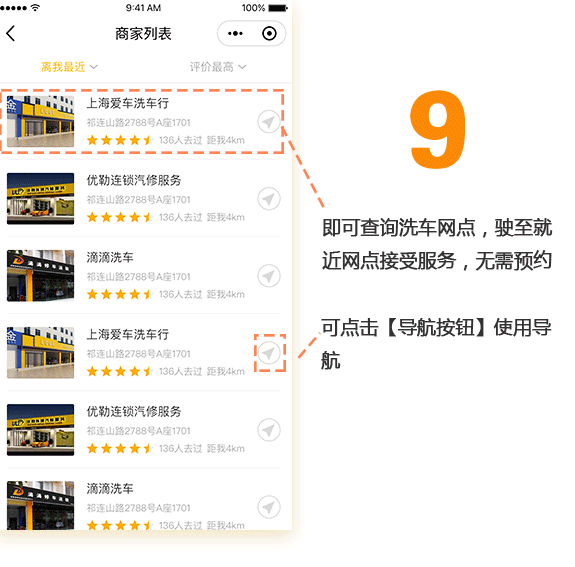 9:41 AM
100%
商家列表
离我最近
评价最高
上海爱车洗车行
祁连山路2788号A座1701
136人去过 距我4km
优勒连锁汽修服务
祁连山路2788号A座1701
136人去过 距我4km
滴滴洗车
祁连山路2788号A座1701
136人去过 距我4km
上海爱车洗车行
祁连山路2788号A座1701
136人去过 距我4km
优勒连锁汽修服务
祁连山路2788号A座1701
136人去过 距我4km
滴滴洗车
祁连山路2788号A座1701
136人去过 距我4km
9
即可查询洗车网点，驶至就
近网点接受服务，无需预约
可点击【导航按钮】使用导
航